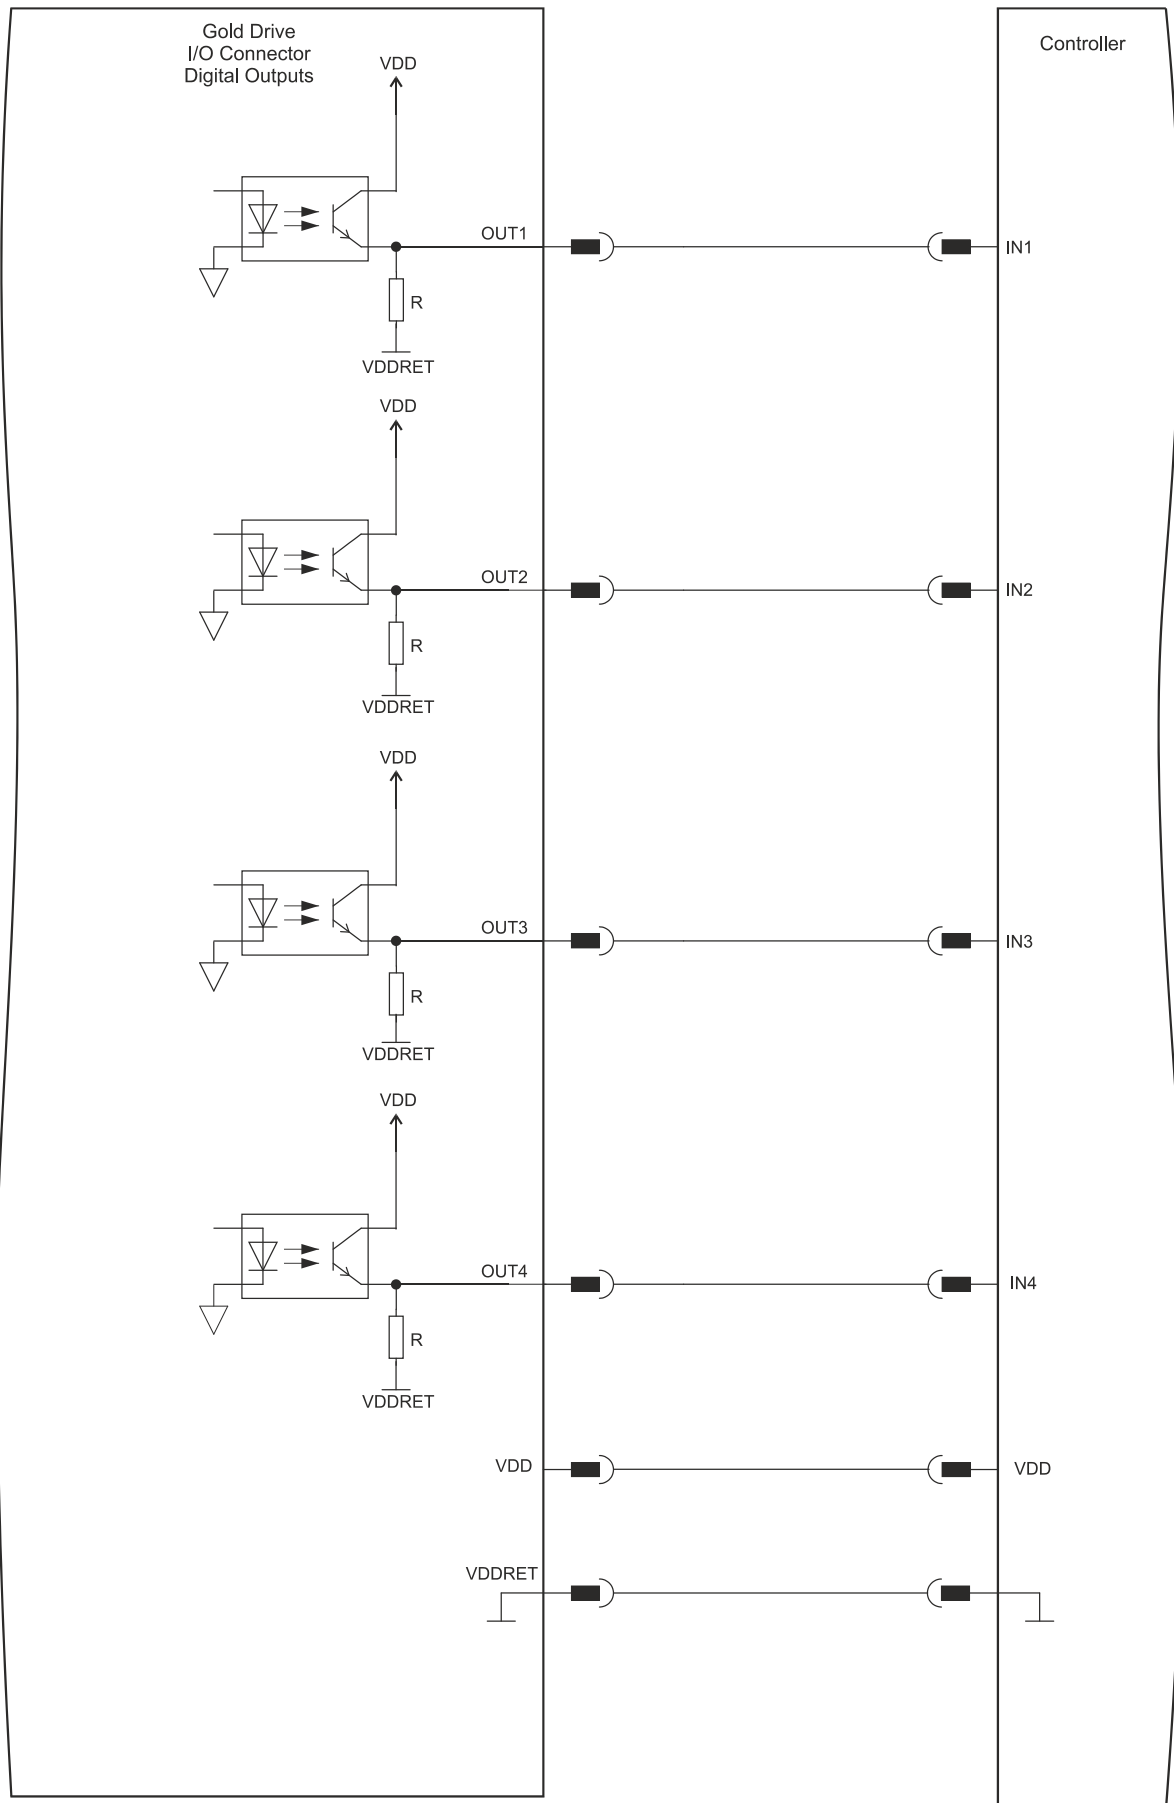 Gold Drive
I/O Connector
Digital Outputs
Controller
VDD
OUT1
IN1
R
VDDRET
VDD
OUT2
IN2
R
VDDRET
VDD
OUT3
IN3
R
VDDRET
VDD
OUT4
IN4
R
VDDRET
VDD
VDD
VDDRET